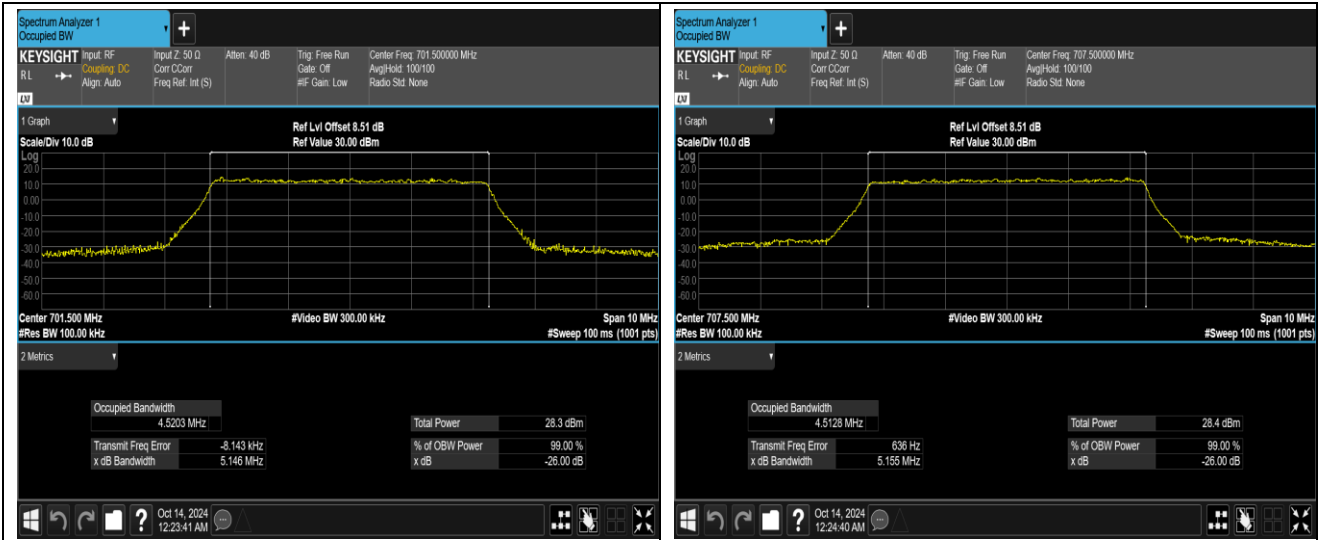 Spectrum Analyzer 1
Occupied BW
+
KEYSIGHT Input: RF Input Z: 50 Ω Atten: 40 dB Trig: Free Run Center Freq: 701.500000 MHz
RL Coupling: DC Corr CCorr Gate: Off Avg|Hold: 100/100
Align: Auto Freq Ref: Int (S) #IF Gain: Low Radio Std: None
LXI
1 Graph
Ref Lvl Offset 8.51 dB
Scale/Div 10.0 dB Ref Value 30.00 dBm
Log
20.0
10.0
0.00
-10.0
-20.0
-30.0
-40.0
-50.0
-60.0
Center 701.500 MHz #Video BW 300.00 kHz Span 10 MHz
#Res BW 100.00 kHz #Sweep 100 ms (1001 pts)
2 Metrics
Occupied Bandwidth
4.5203 MHz Total Power 28.3 dBm
Transmit Freq Error -8.143 kHz % of OBW Power 99.00 %
x dB Bandwidth 5.146 MHz x dB -26.00 dB
? Oct 14, 2024
12:23:41 AM
Spectrum Analyzer 1
Occupied BW
+
KEYSIGHT Input: RF Input Z: 50 Ω Atten: 40 dB Trig: Free Run Center Freq: 707.500000 MHz
RL Coupling: DC Corr CCorr Gate: Off Avg|Hold: 100/100
Align: Auto Freq Ref: Int (S) #IF Gain: Low Radio Std: None
LXI
1 Graph
Ref Lvl Offset 8.51 dB
Scale/Div 10.0 dB Ref Value 30.00 dBm
Log
20.0
10.0
0.00
-10.0
-20.0
-30.0
-40.0
-50.0
-60.0
Center 707.500 MHz #Video BW 300.00 kHz Span 10 MHz
#Res BW 100.00 kHz #Sweep 100 ms (1001 pts)
2 Metrics
Occupied Bandwidth
4.5128 MHz Total Power 28.4 dBm
Transmit Freq Error 636 Hz % of OBW Power 99.00 %
x dB Bandwidth 5.155 MHz x dB -26.00 dB
? Oct 14, 2024
12:24:40 AM